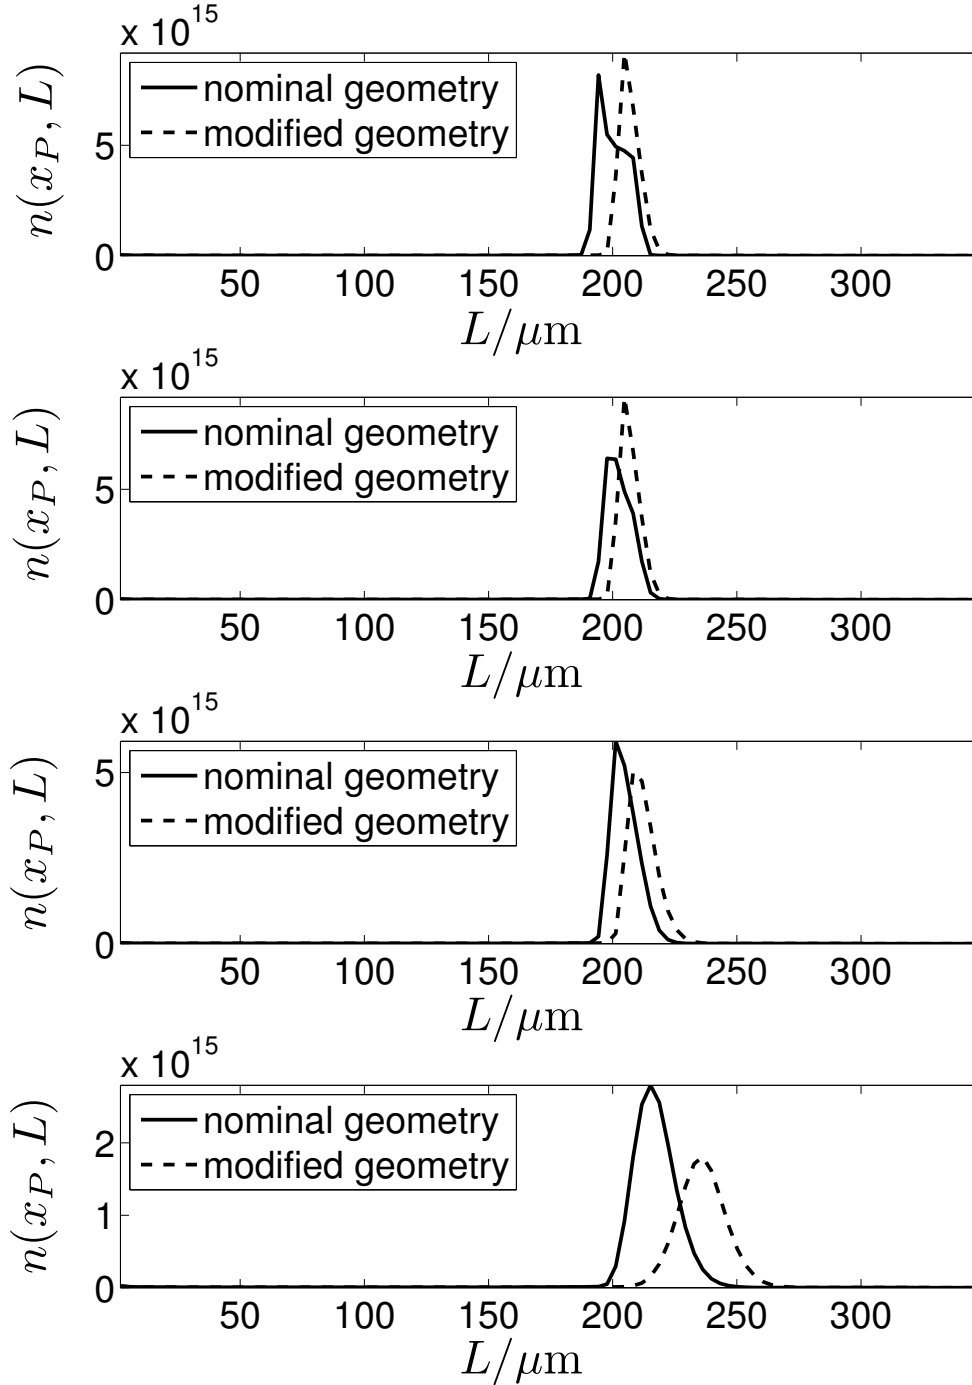 x 10^15
n(x_P, L)
nominal geometry
modified geometry
5
0
50 100 150 200 250 300
L/μm
x 10^15
n(x_P, L)
nominal geometry
modified geometry
5
0
50 100 150 200 250 300
L/μm
x 10^15
n(x_P, L)
nominal geometry
modified geometry
5
0
50 100 150 200 250 300
L/μm
x 10^15
n(x_P, L)
nominal geometry
modified geometry
2
1
0
50 100 150 200 250 300
L/μm